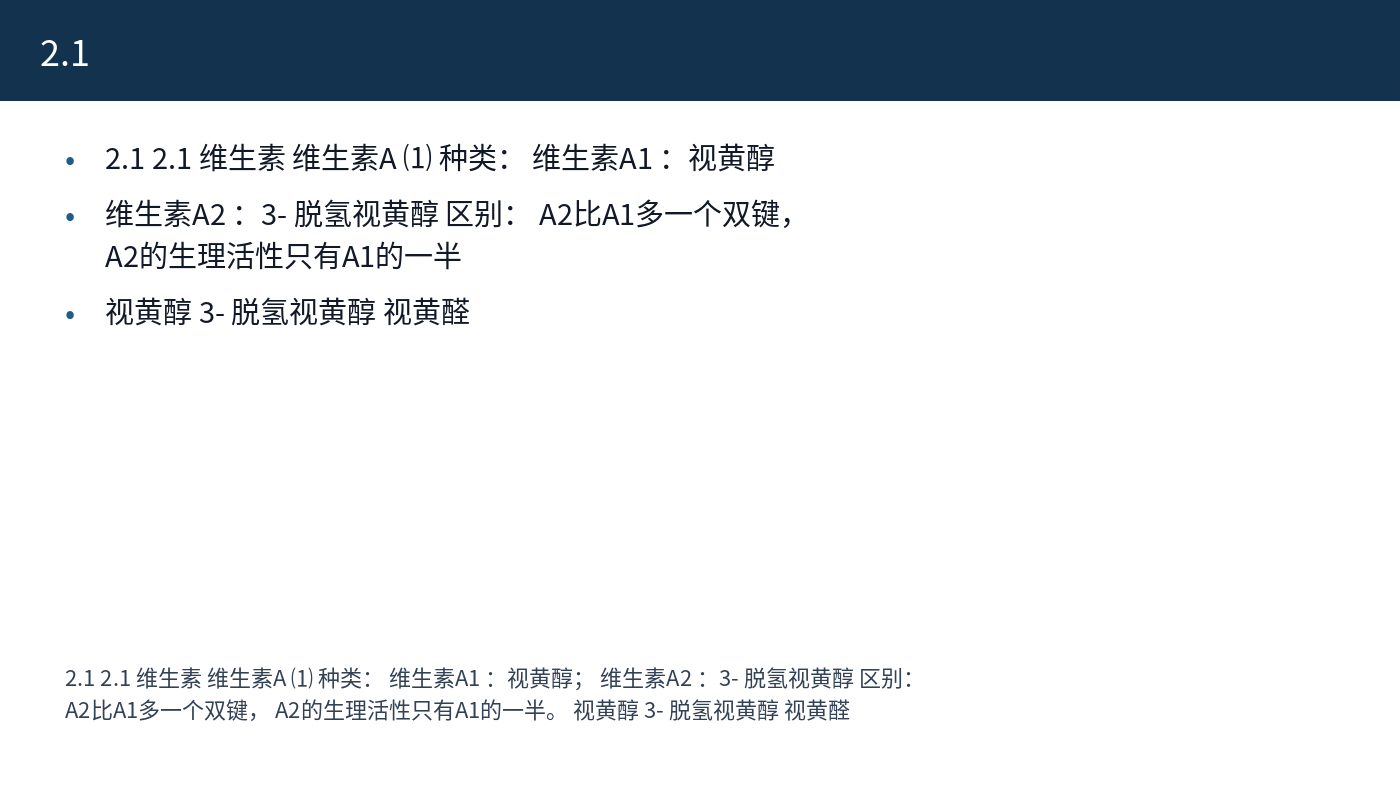 2.1
• 2.1 2.1 维生素 维生素A ⑴ 种类： 维生素A1 ：视黄醇
• 维生素A2 ：3- 脱氢视黄醇 区别： A2比A1多一个双键，
A2的生理活性只有A1的一半
• 视黄醇 3- 脱氢视黄醇 视黄醛
2.1 2.1 维生素 维生素A ⑴ 种类： 维生素A1 ：视黄醇； 维生素A2 ：3- 脱氢视黄醇 区别：
A2比A1多一个双键， A2的生理活性只有A1的一半。 视黄醇 3- 脱氢视黄醇 视黄醛